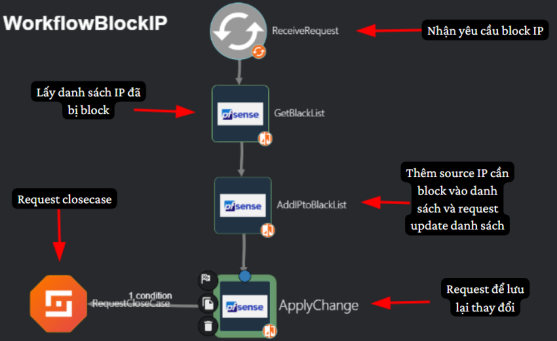 WorkflowBlockIP
ReceiveRequest
Nhận yêu cầu block IP
Lấy danh sách IP đã
bị block
pfsense
GetBlackList
Thêm source IP cần
block vào danh
sách và request
update danh sách
pfsense
AddIPtoBlackList
Request closecase
1 condition
RequestCloseCase
pfsense
ApplyChange
Request để lưu
lại thay đổi